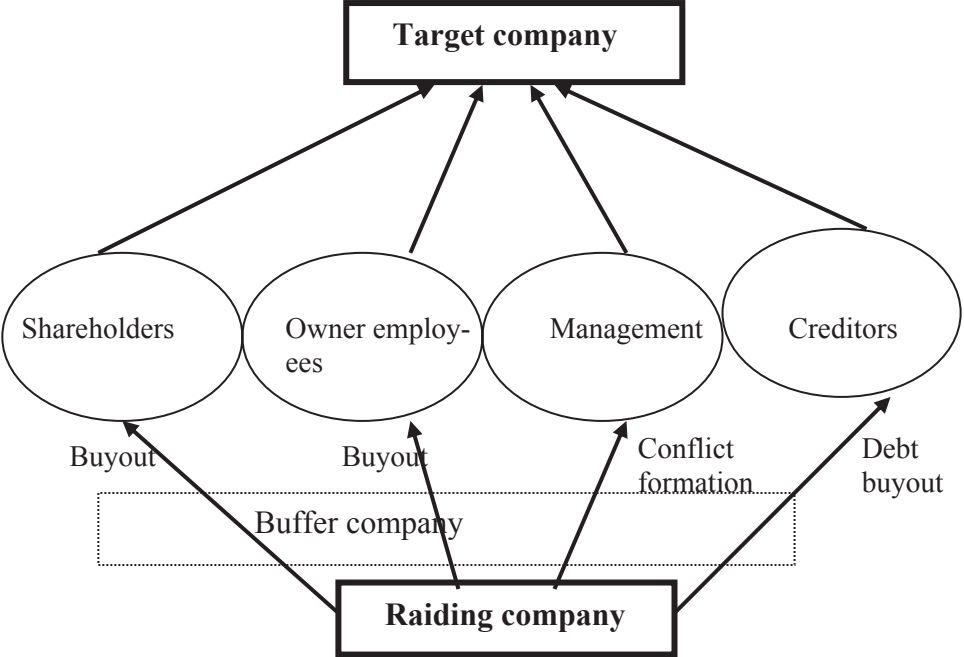 Target company
Shareholders
Owner employ-
ees
Management
Creditors
Buyout
Buyout
Conflict
formation
Debt
buyout
Buffer company
Raiding company